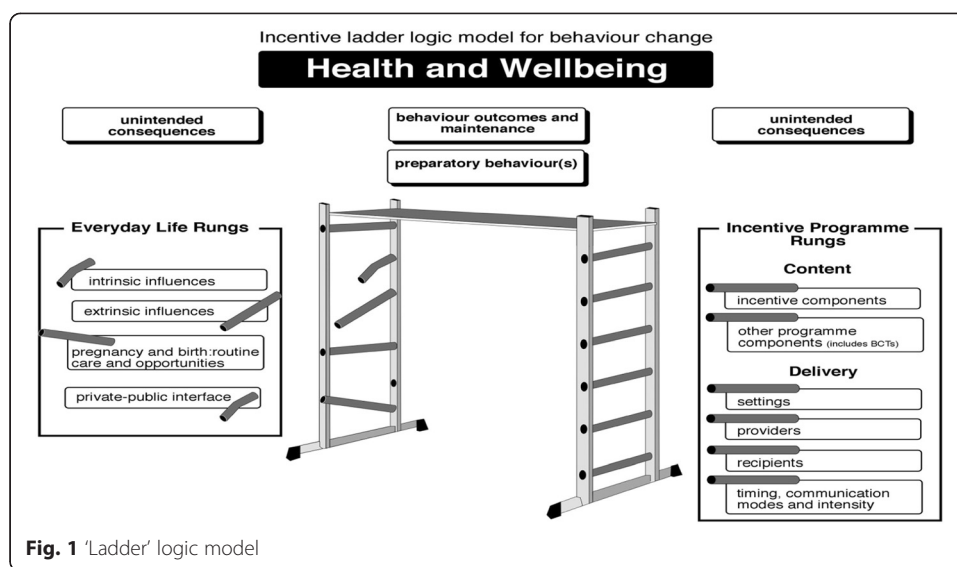 Incentive ladder logic model for behaviour change
Health and Wellbeing
unintended
consequences
behaviour outcomes and
maintenance
preparatory behaviour(s)
unintended
consequences
Everyday Life Rungs
intrinsic influences
extrinsic influences
pregnancy and birth:routine
care and opportunities
private-public interface
Incentive Programme
Rungs
Content
incentive components
other programme
components (includes BCTs)
Delivery
settings
providers
recipients
timing, communication
modes and intensity
Fig. 1 ‘Ladder’ logic model